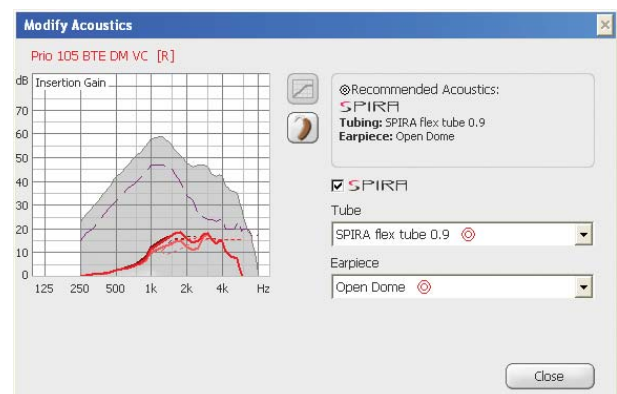 Modify Acoustics
Prio 105 BTE DM VC [R]
dB
Insertion Gain
70
60
50
40
30
20
10
0
125 250 500 1k 2k 4k Hz
Recommended Acoustics:
SPIRA
Tubing: SPIRA flex tube 0.9
Earpiece: Open Dome
SPIRA
Tube
SPIRA flex tube 0.9
Earpiece
Open Dome
Close